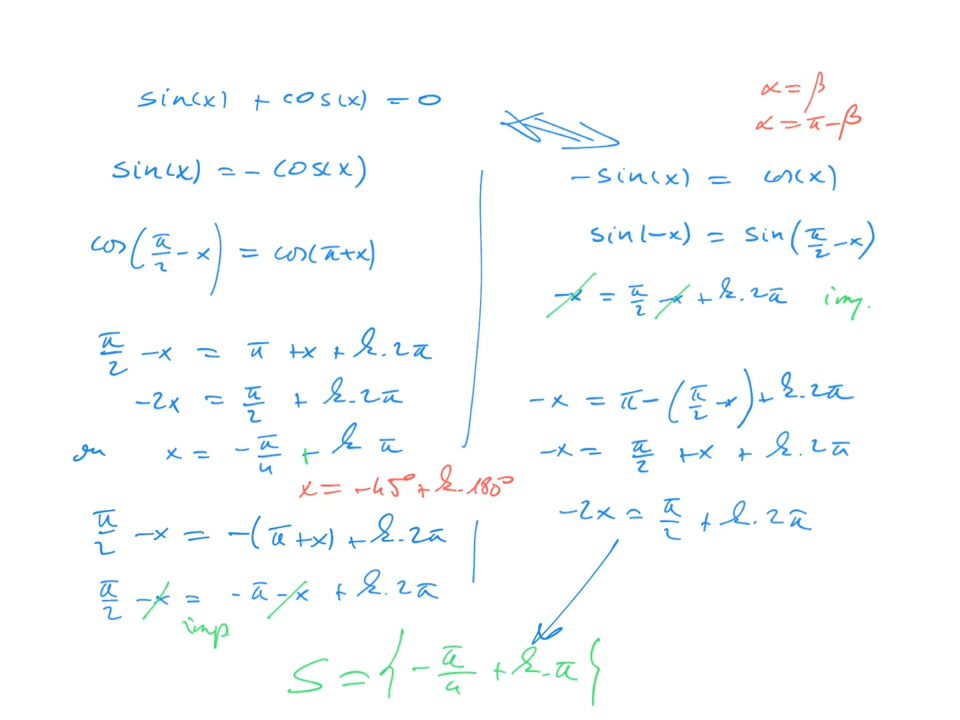 sin(x) + cos(x) = 0
sin(x) = - cos(x)
cos(π/2 - x) = cos(π+x)
π/2 - x = π + x + k.2π
-2x = π/2 + k.2π
ou x = -π/4 + k π
x = -45° + k.180°
π/2 - x = -(π+x) + k.2π
π/2 - x = -π - x + k.2π
imp
α = β
α = π - β
- sin(x) = cos(x)
sin(-x) = sin(π/2 - x)
-x = π/2 - x + k.2π imp.
-x = π - (π/2 - x) + k.2π
-x = π/2 + x + k.2π
-2x = π/2 + k.2π
S = { -π/4 + k.π }